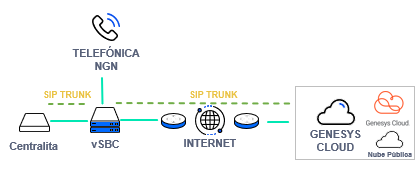 TELEFÓNICA
NGN
SIP TRUNK
SIP TRUNK
Centralita
vSBC
INTERNET
GENESYS
CLOUD
Genesys Cloud.
Nube Pública